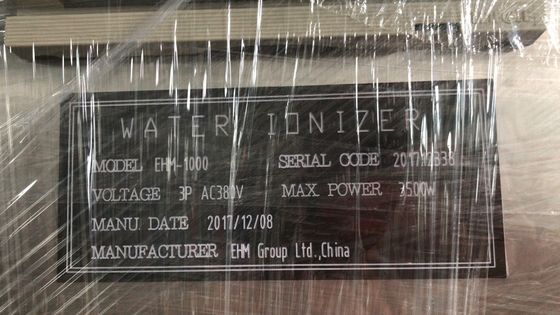 WATER IONIZER
MODEL EHM-1000 SERIAL CODE
VOLTAGE 3P AC380V MAX POWER
MANU. DATE 2017/12/08
MANUFACTURER EHM Group Ltd.,China